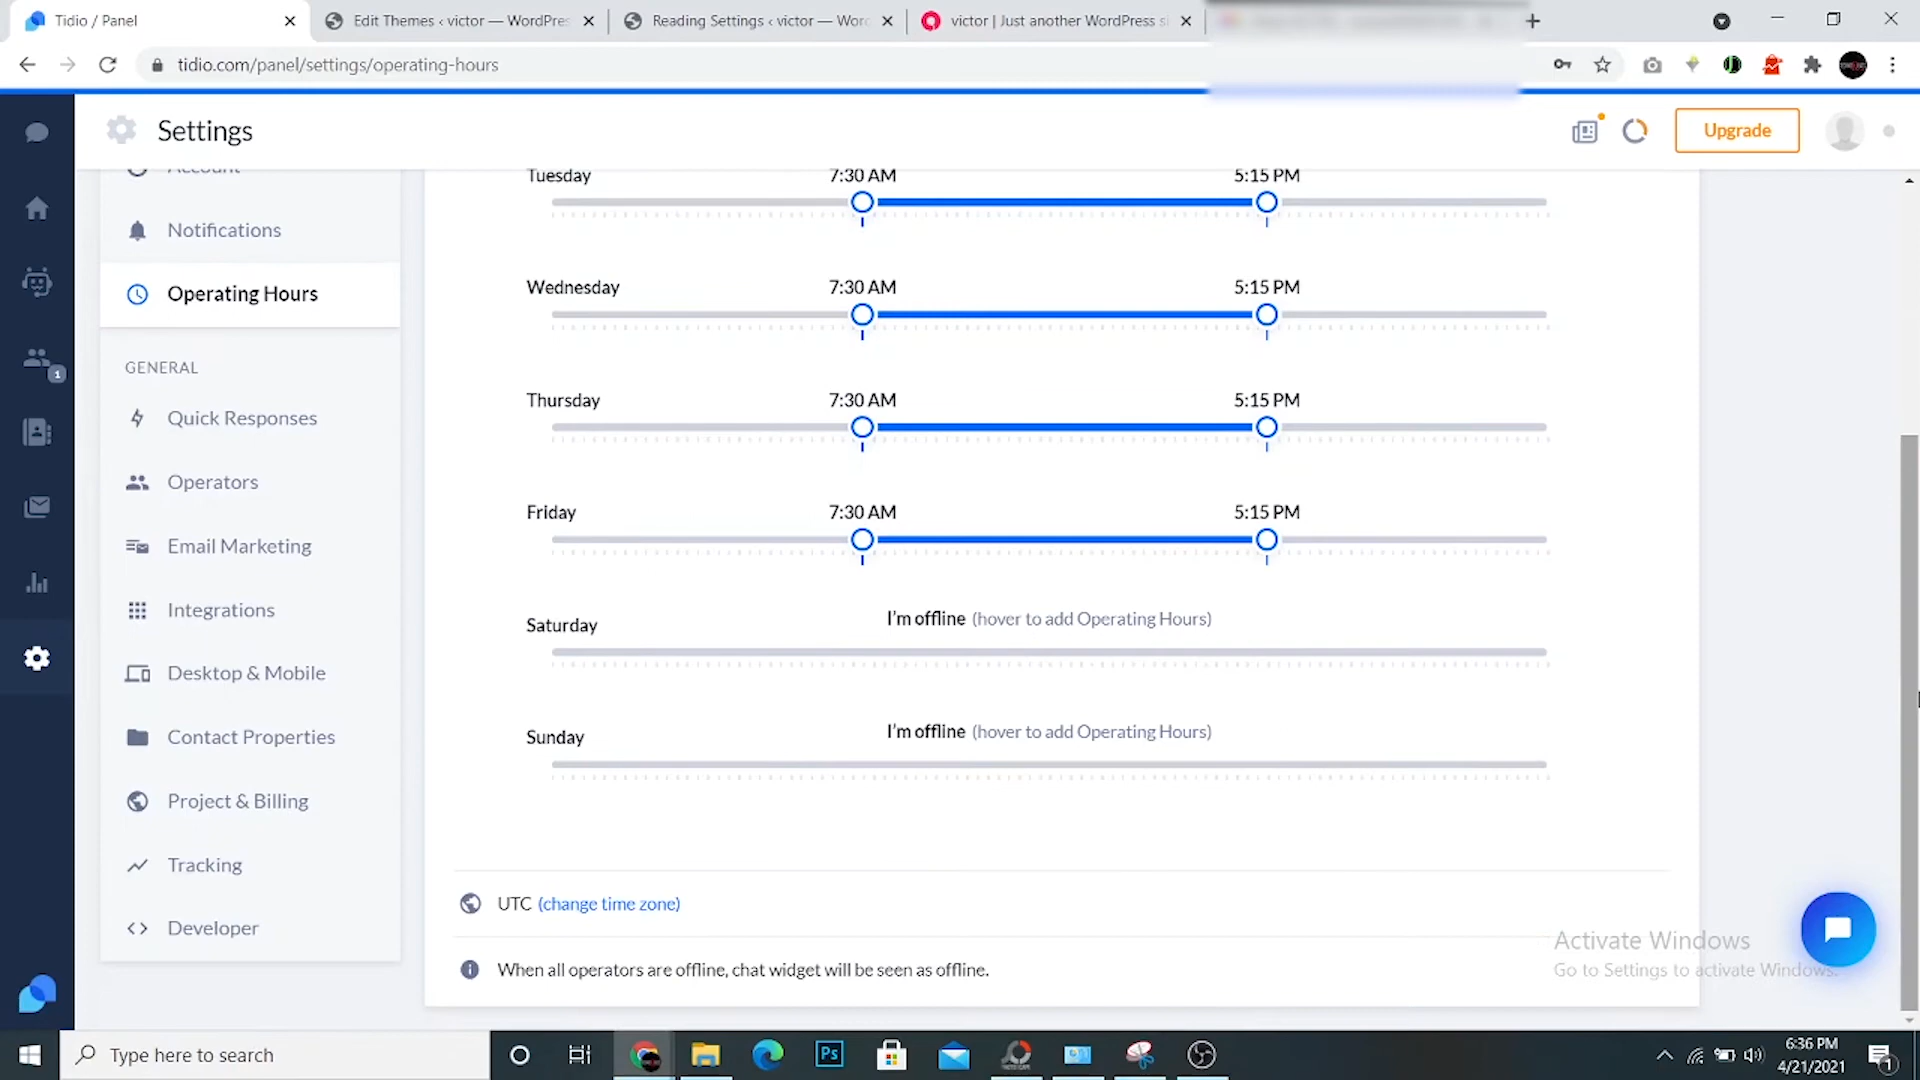 Tidio / Panel
Edit Themes ‹ victor — WordPres
Reading Settings ‹ victor — Wor
victor | Just another WordPress si
tidio.com/panel/settings/operating-hours
Settings
Upgrade
Account
Notifications
Operating Hours
GENERAL
Quick Responses
Operators
Email Marketing
Integrations
Desktop & Mobile
Contact Properties
Project & Billing
Tracking
Developer
1
Tuesday
7:30 AM
5:15 PM
Wednesday
7:30 AM
5:15 PM
Thursday
7:30 AM
5:15 PM
Friday
7:30 AM
5:15 PM
Saturday
I'm offline (hover to add Operating Hours)
Sunday
I'm offline (hover to add Operating Hours)
UTC (change time zone)
When all operators are offline, chat widget will be seen as offline.
Activate Windows
Go to Settings to activate Windows.
Type here to search
Ps
6:36 PM
4/21/2021
1